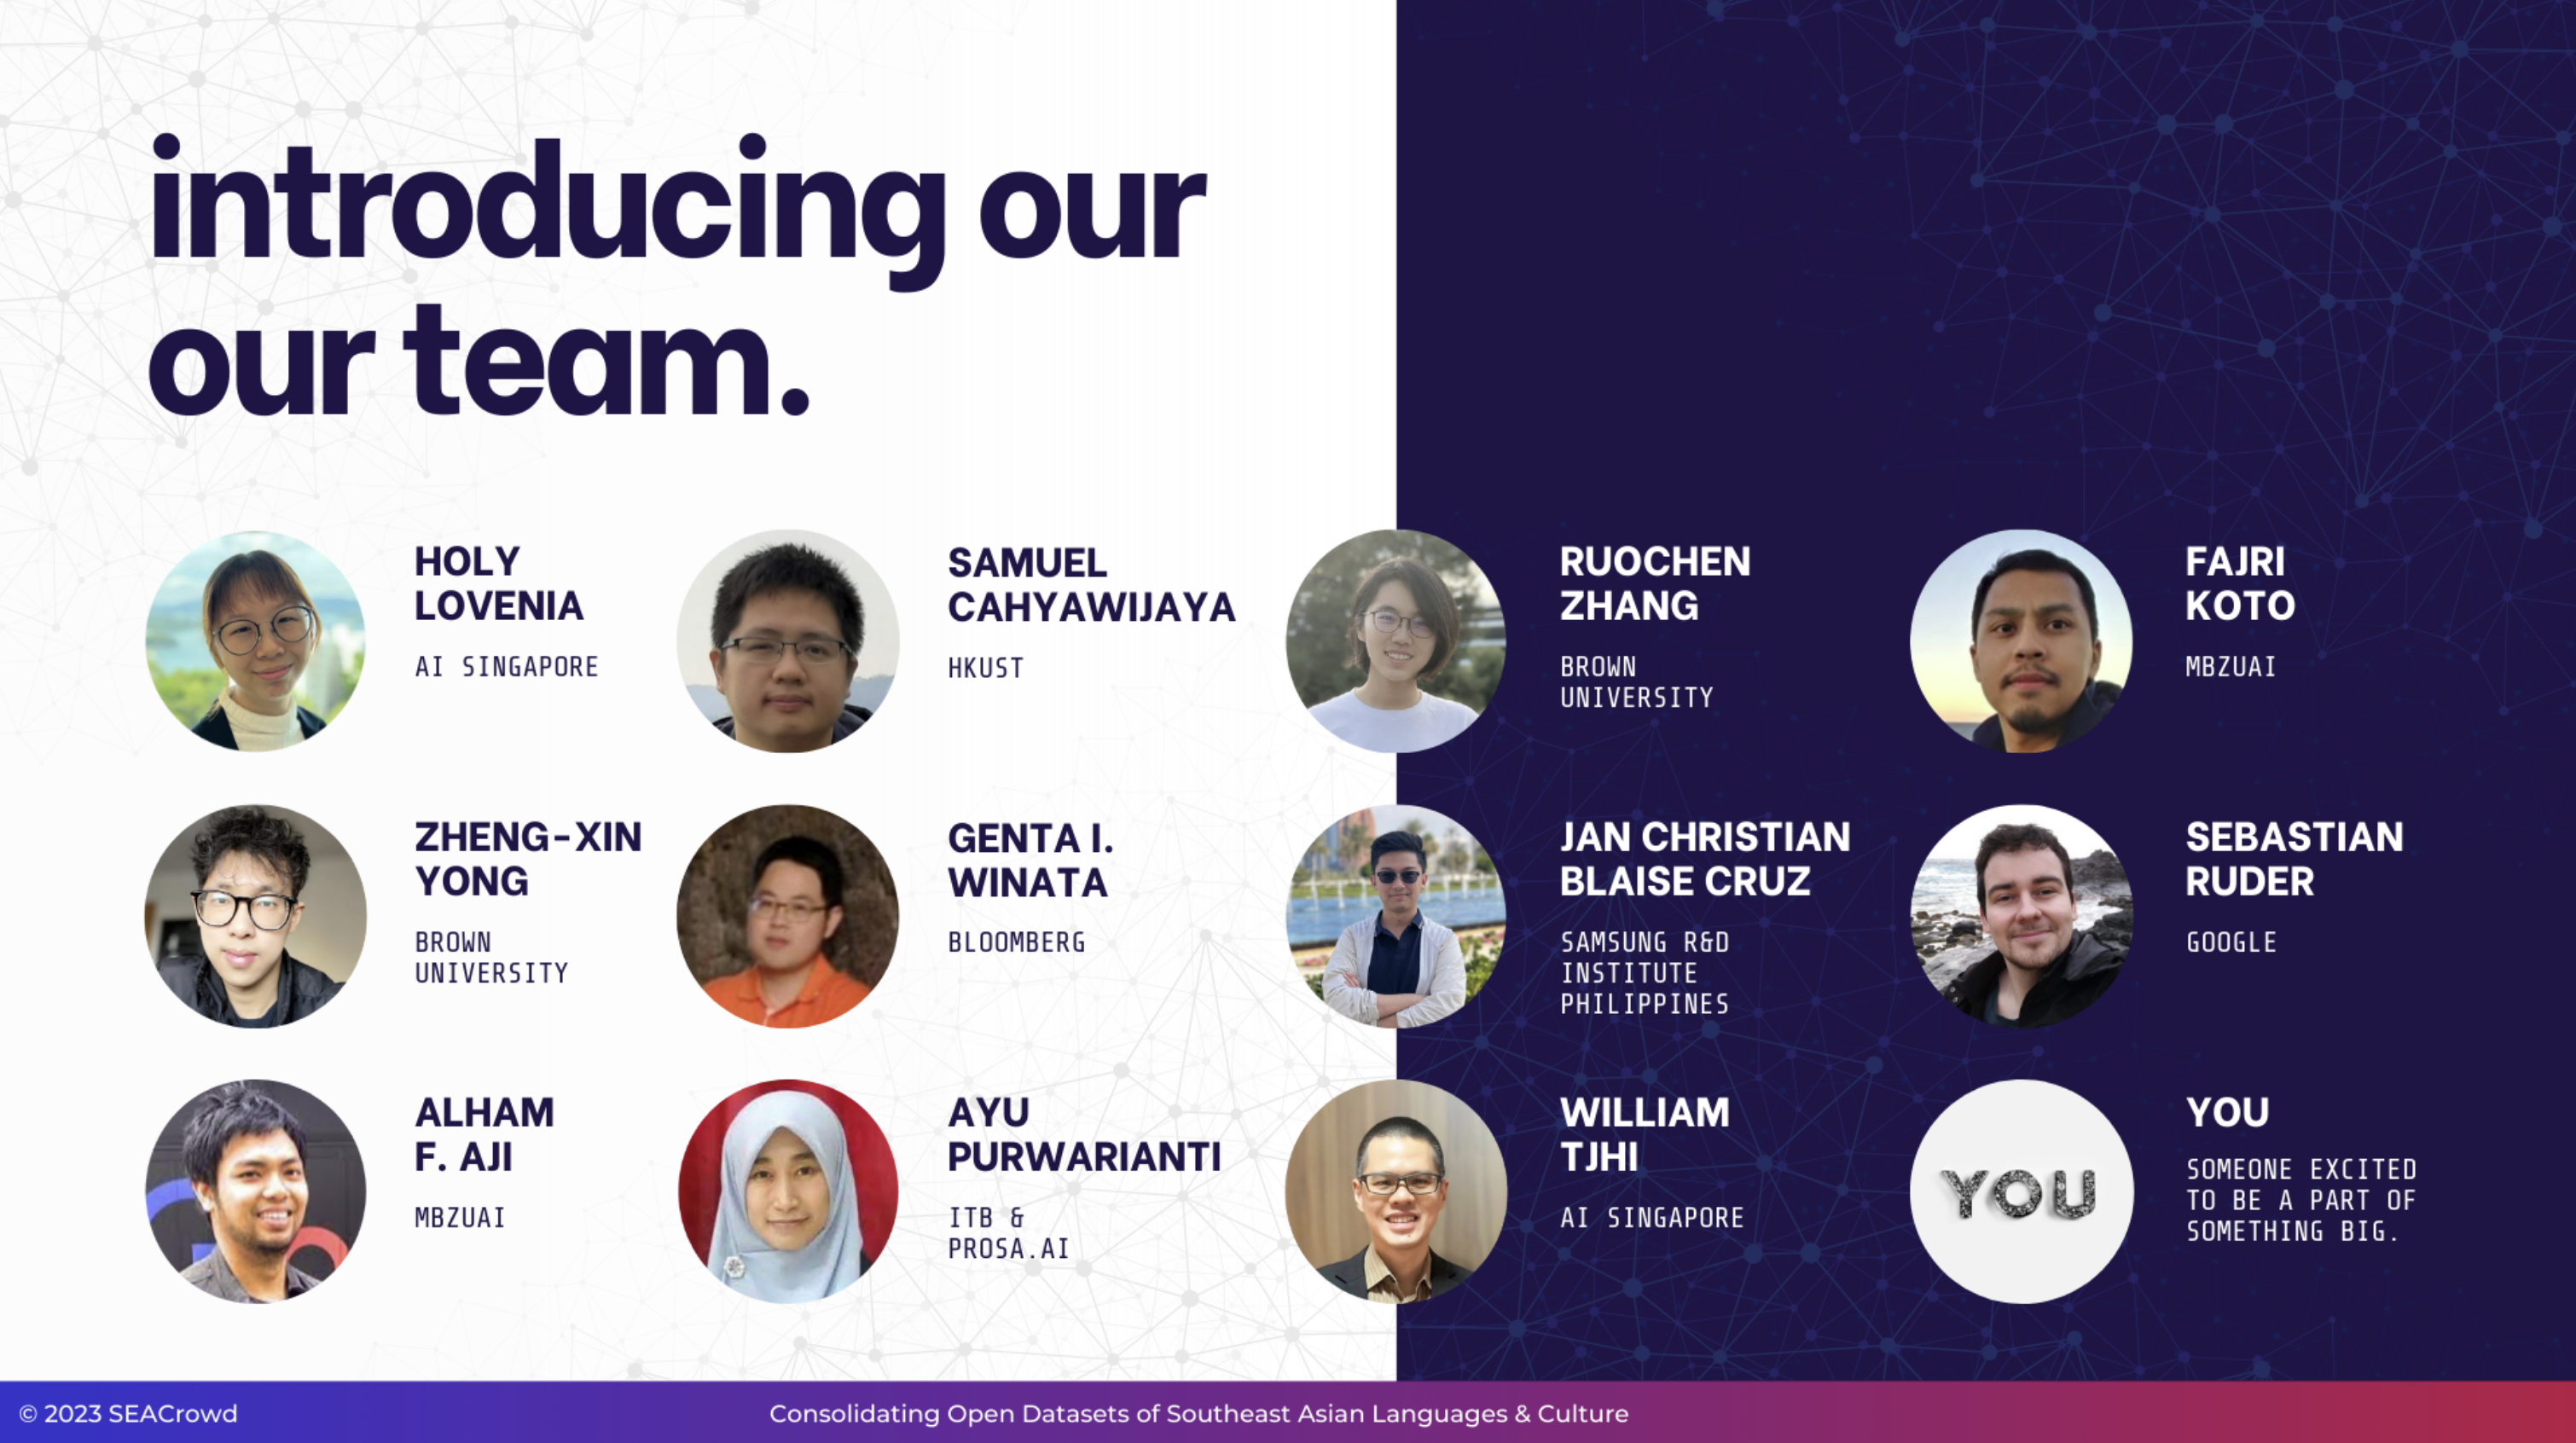 introducing our
our team.
HOLY
LOVENIA
AI SINGAPORE
SAMUEL
CAHYAWIJAYA
HKUST
RUOCHEN
ZHANG
BROWN
UNIVERSITY
FAJRI
KOTO
MBZUAI
ZHENG-XIN
YONG
BROWN
UNIVERSITY
GENTA I.
WINATA
BLOOMBERG
JAN CHRISTIAN
BLAISE CRUZ
SAMSUNG R&D
INSTITUTE
PHILIPPINES
SEBASTIAN
RUDER
GOOGLE
ALHAM
F. AJI
MBZUAI
AYU
PURWARIANTI
ITB &
PROSA.AI
WILLIAM
TJHI
AI SINGAPORE
YOU
YOU
SOMEONE EXCITED
TO BE A PART OF
SOMETHING BIG.
© 2023 SEACrowd
Consolidating Open Datasets of Southeast Asian Languages & Culture